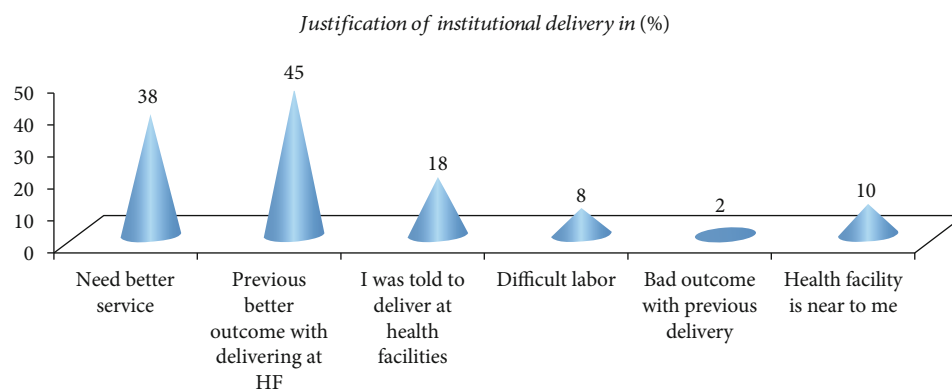 Justification of institutional delivery in (%)
50
40
30
20
10
0
38
45
18
8
2
10
Need better
service
Previous
better
outcome with
delivering at
HF
I was told to
deliver at
health
facilities
Difficult labor
Bad outcome
with previous
delivery
Health facility
is near to me